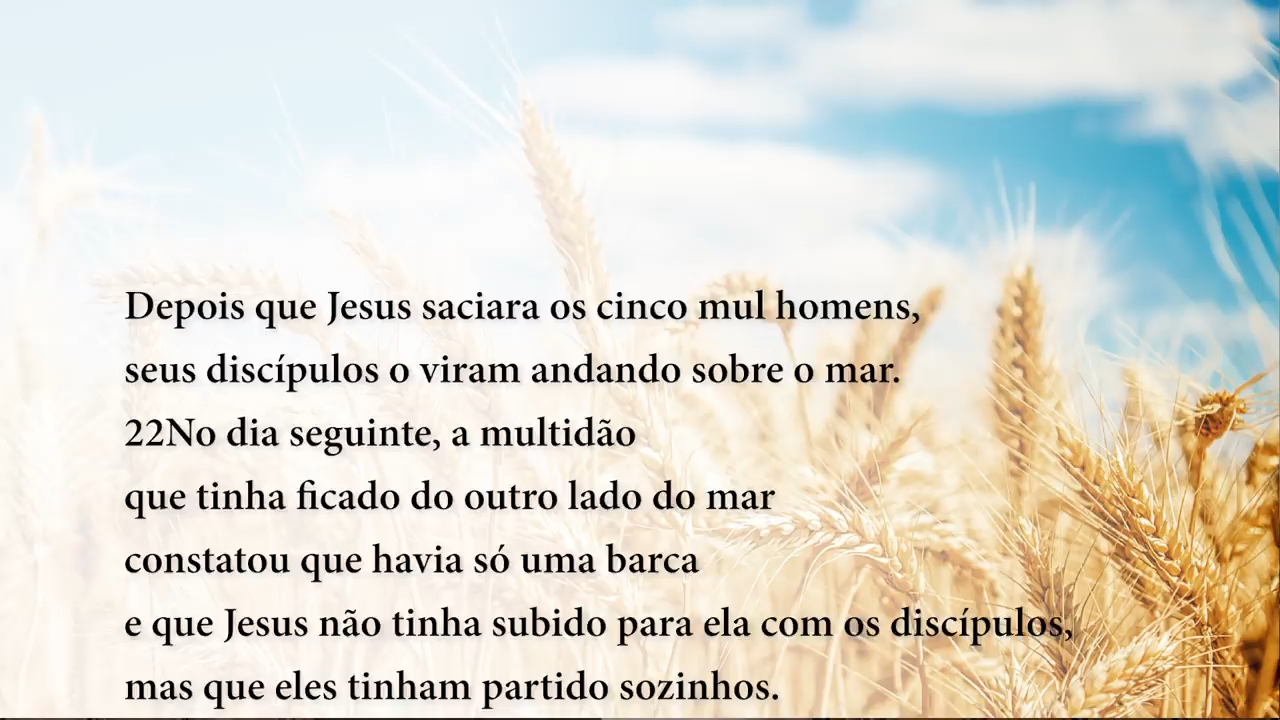 Depois que Jesus saciara os cinco mul homens,
seus discípulos o viram andando sobre o mar.
22No dia seguinte, a multidão
que tinha ficado do outro lado do mar
constatou que havia só uma barca
e que Jesus não tinha subido para ela com os discípulos,
mas que eles tinham partido sozinhos.